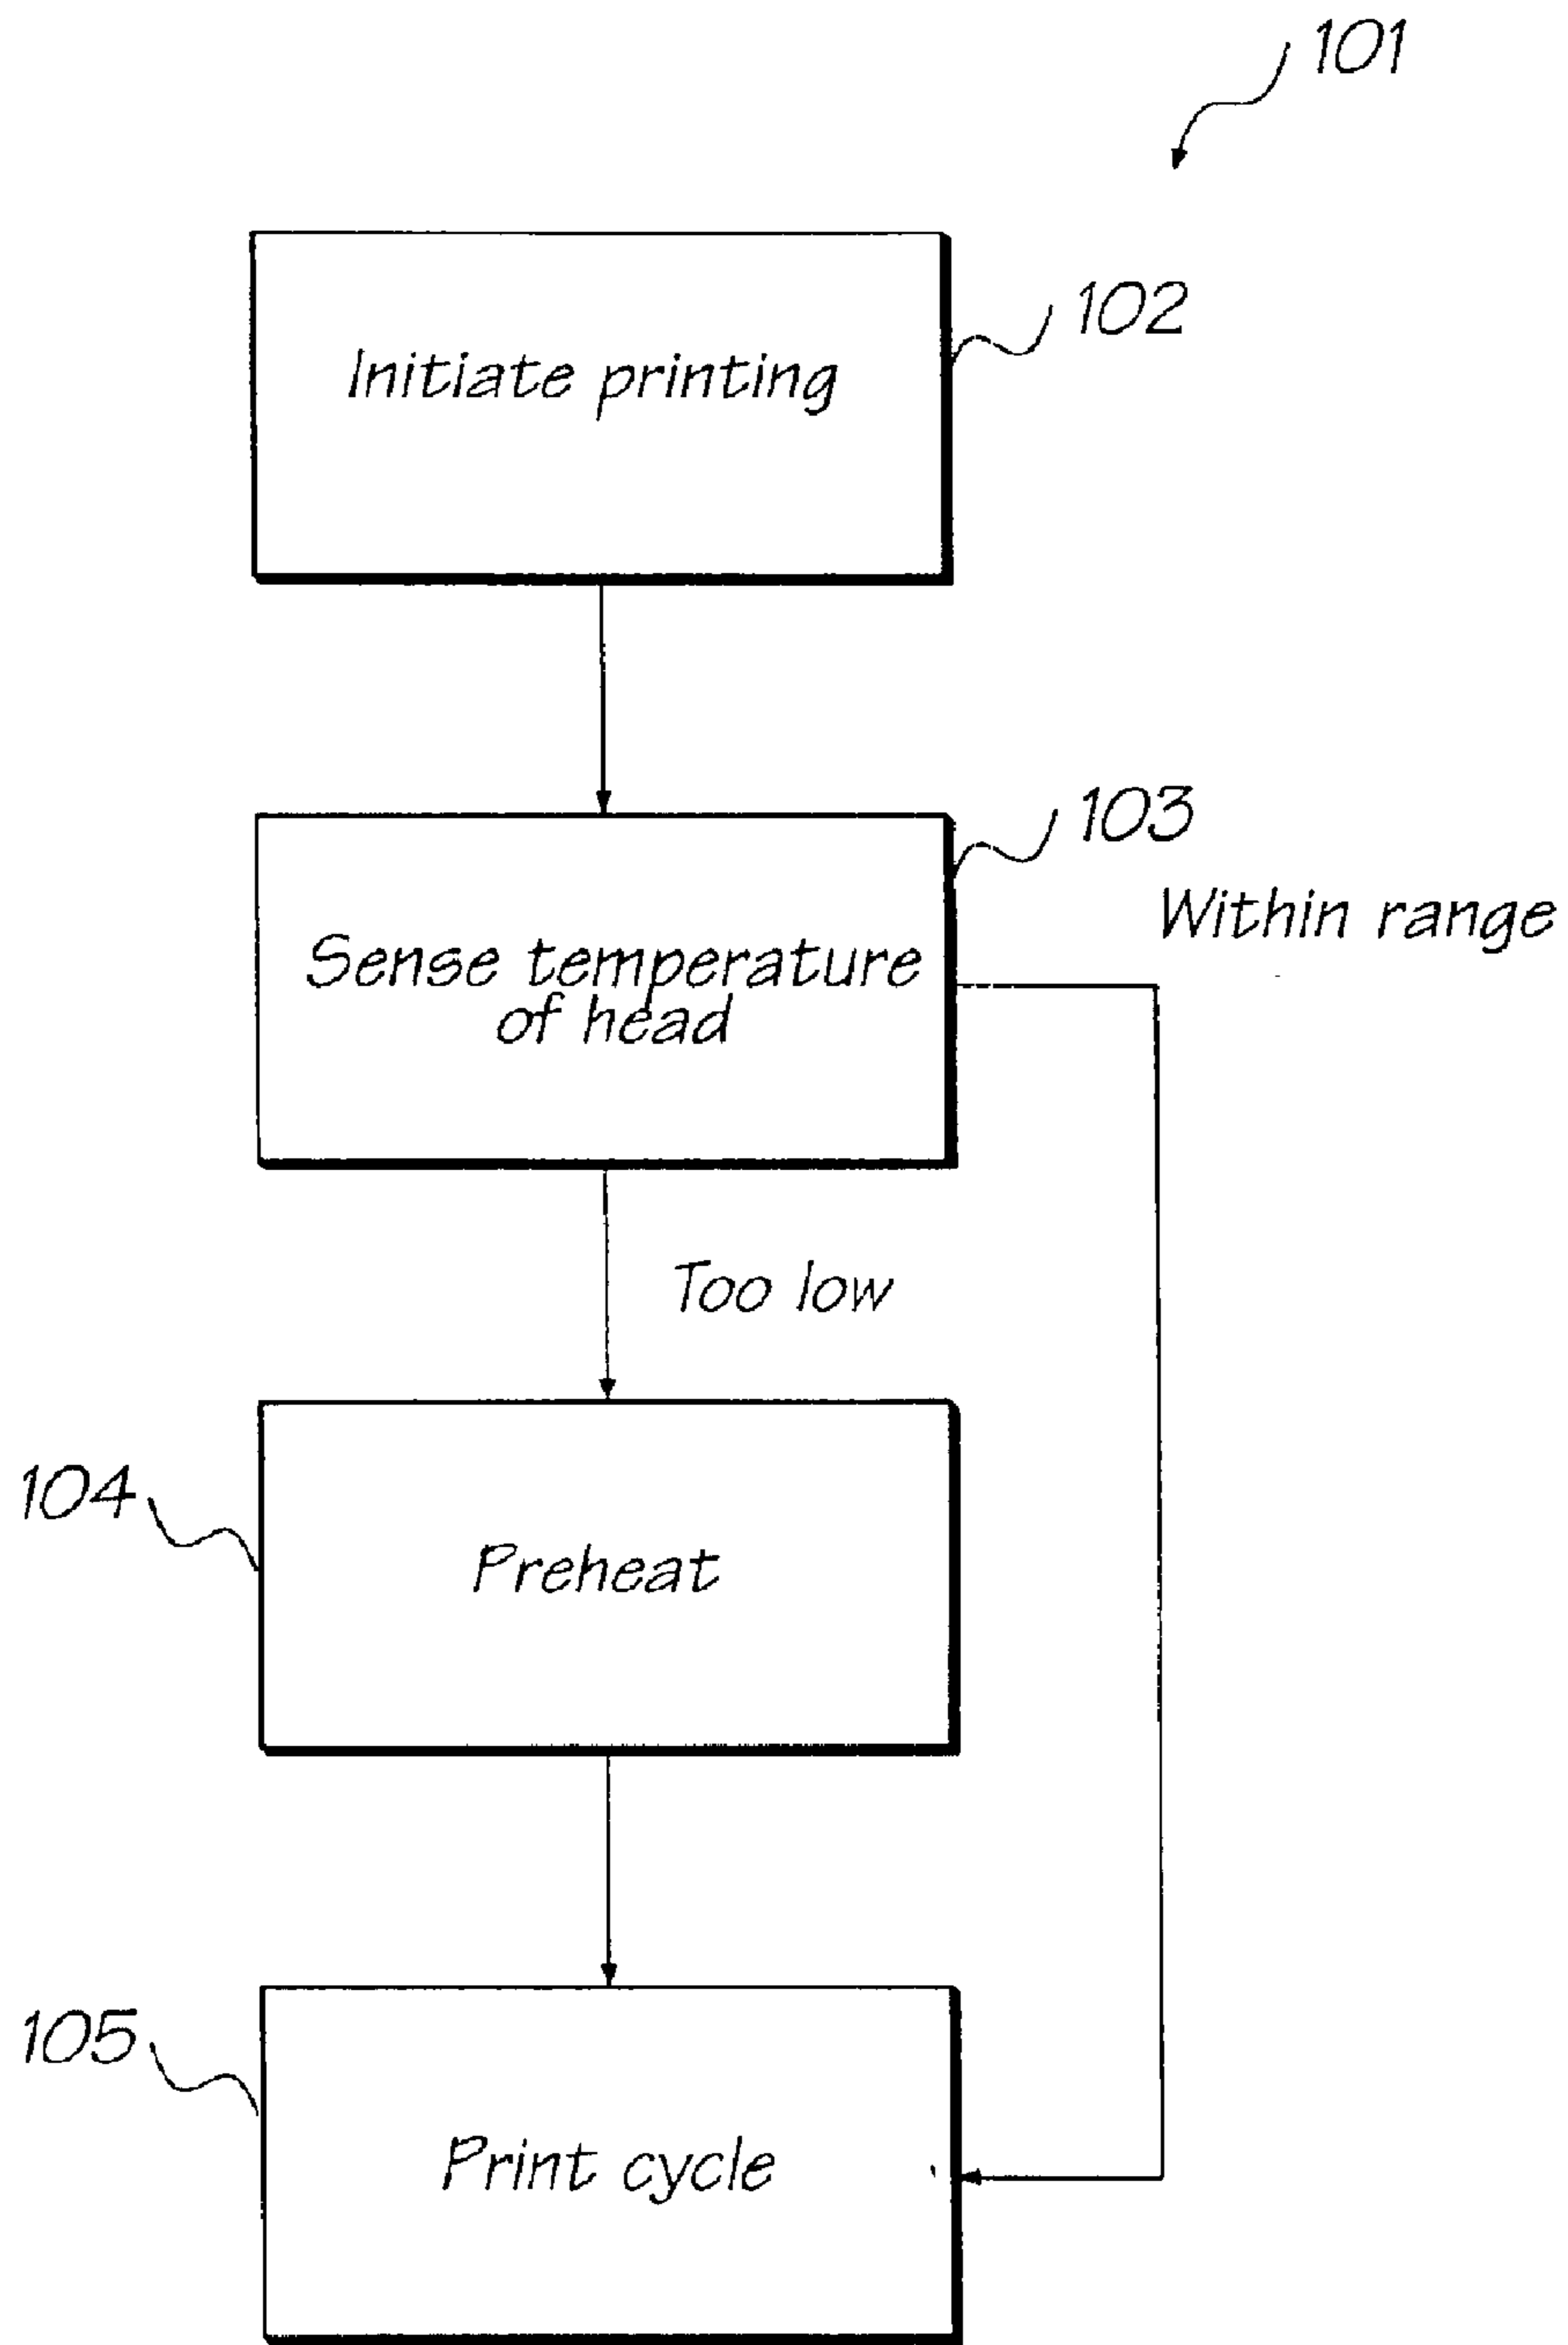 101
Initiate printing
102
103
Within range
Sense temperature
of head
Too low
104
Preheat
105
Print cycle